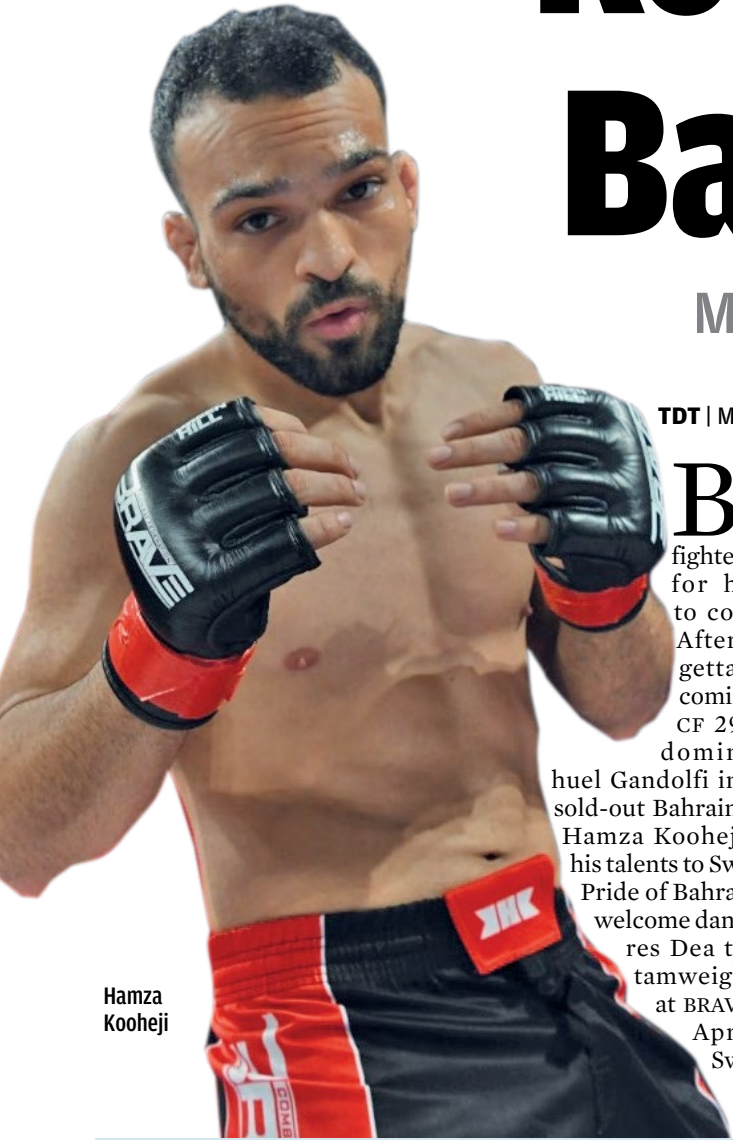 Ba
M
TDT | M
B
fighte
for h
to co
After
getta
comi
CF 29
domin
huel Gandolfi in
sold-out Bahrain
Hamza Kooheji
his talents to Sw
Pride of Bahra
welcome dan
res Dea t
tamweig
at BRAV
Apr
Sw
Hamza
Kooheji
BRAVE
KHK
COMB